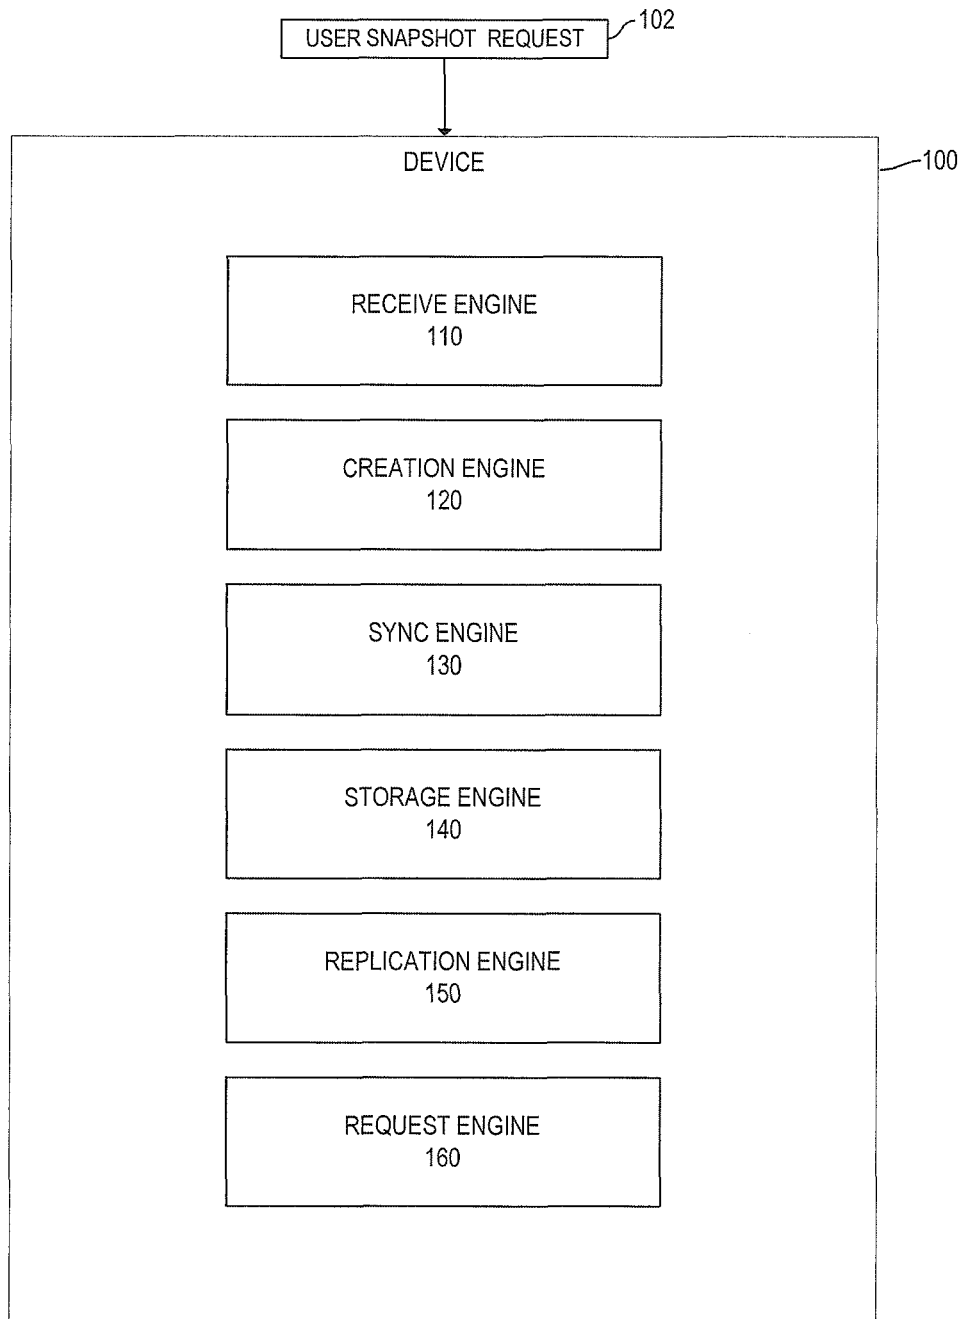 USER SNAPSHOT REQUEST
102
DEVICE
100
RECEIVE ENGINE
110
CREATION ENGINE
120
SYNC ENGINE
130
STORAGE ENGINE
140
REPLICATION ENGINE
150
REQUEST ENGINE
160